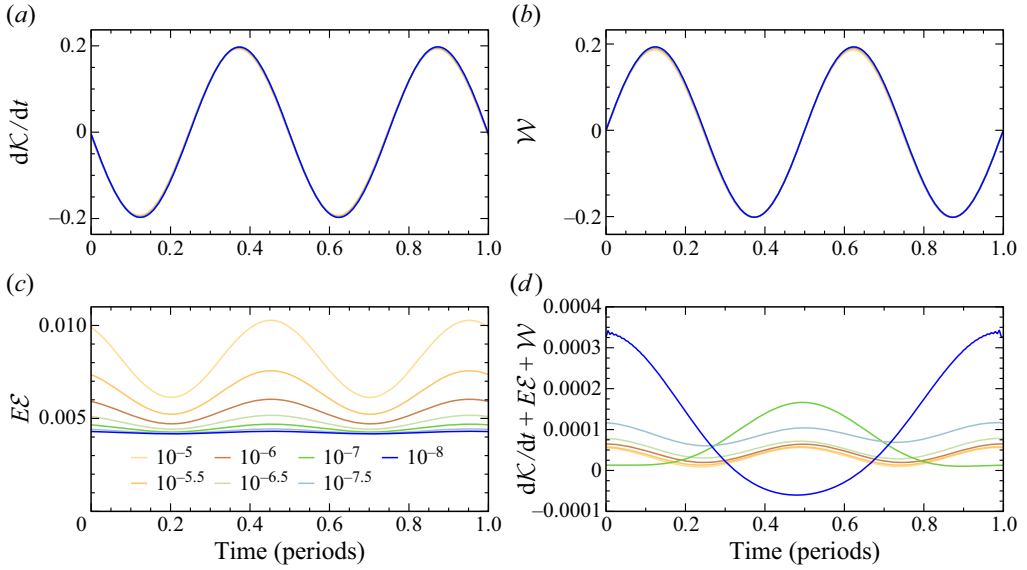 (a)
(b)
0.2
0
−0.2
d𝒦/dt
0 0.2 0.4 0.6 0.8 1.0
0.2
0
−0.2
𝒲
0 0.2 0.4 0.6 0.8 1.0
(c)
(d)
0.010
0.005
0
Eℰ
10^−5 10^−6 10^−7 10^−8
10^−5.5 10^−6.5 10^−7.5
0.2 0.4 0.6 0.8 1.0
Time (periods)
0.0004
0.0003
0.0002
0.0001
0
−0.0001
d𝒦/dt + Eℰ + 𝒲
0 0.2 0.4 0.6 0.8 1.0
Time (periods)